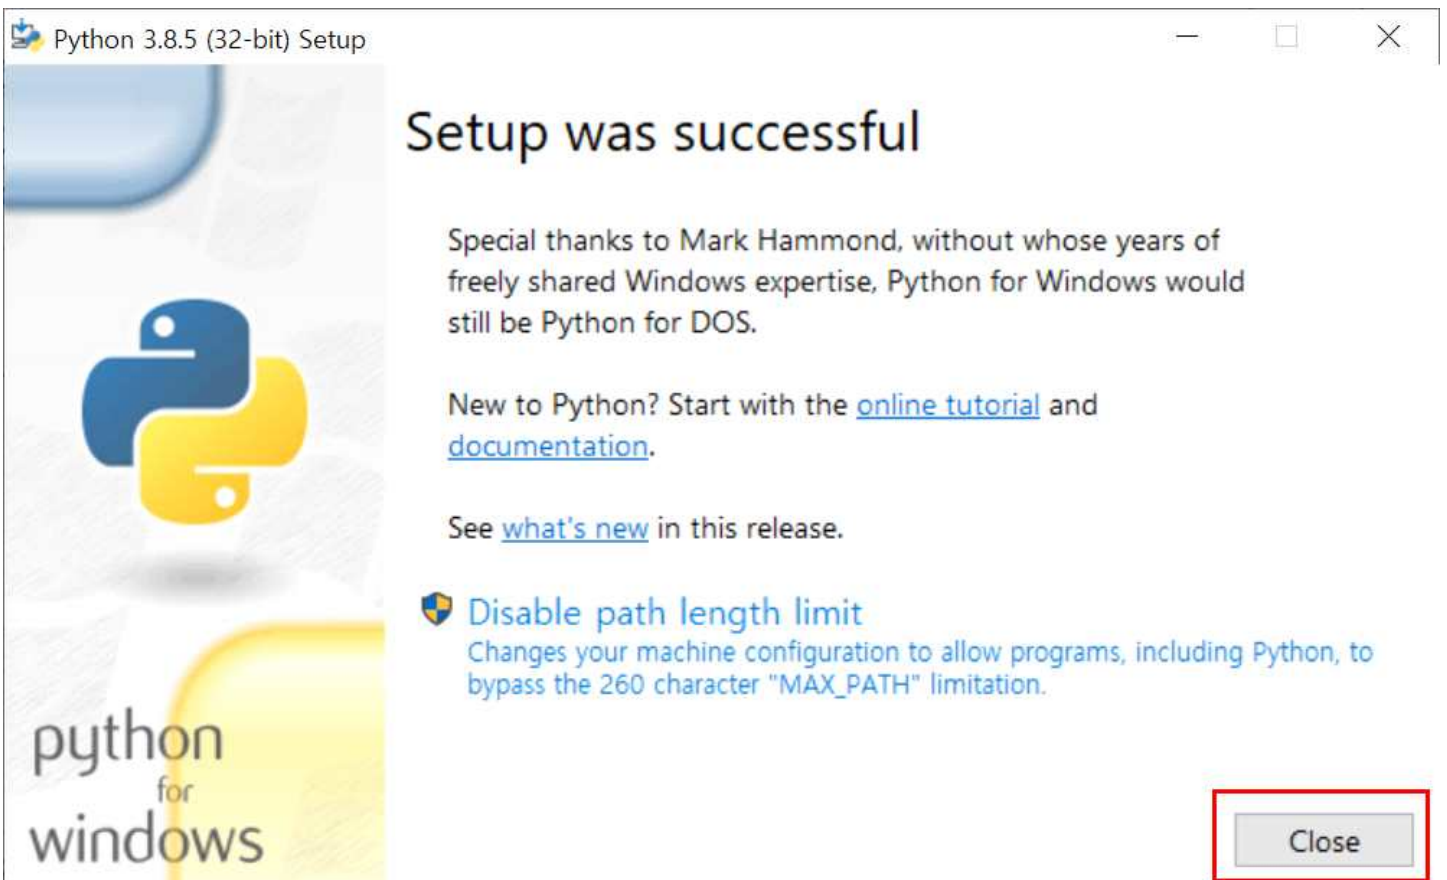 Python 3.8.5 (32-bit) Setup
Setup was successful
Special thanks to Mark Hammond, without whose years of
freely shared Windows expertise, Python for Windows would
still be Python for DOS.
New to Python? Start with the online tutorial and
documentation.
See what's new in this release.
Disable path length limit
Changes your machine configuration to allow programs, including Python, to
bypass the 260 character "MAX_PATH" limitation.
python
for
windows
Close